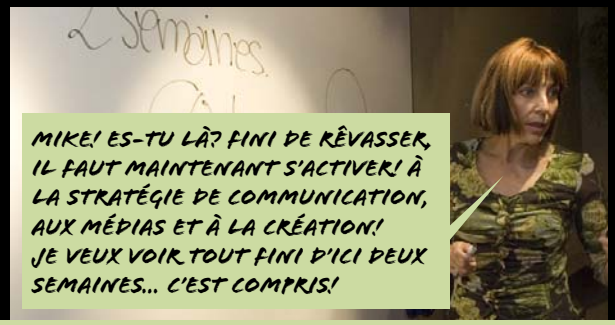 2 Semaines.
MIKE! ES-TU LÀ? FINI DE RÊVASSER,
IL FAUT MAINTENANT S'ACTIVER! À
LA STRATÉGIE DE COMMUNICATION,
AUX MÉDIAS ET À LA CRÉATION!
JE VEUX VOIR TOUT FINI D'ICI DEUX
SEMAINES... C'EST COMPRIS!